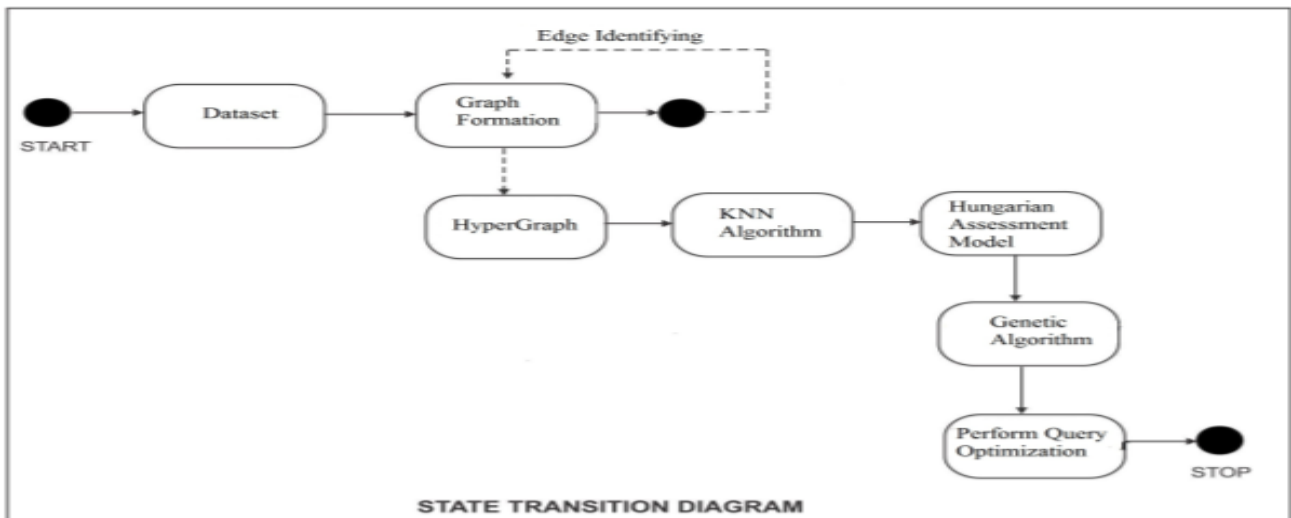 Edge Identifying
START
Dataset
Graph
Formation
HyperGraph
KNN
Algorithm
Hungarian
Assessment
Model
Genetic
Algorithm
Perform Query
Optimization
STOP
STATE TRANSITION DIAGRAM